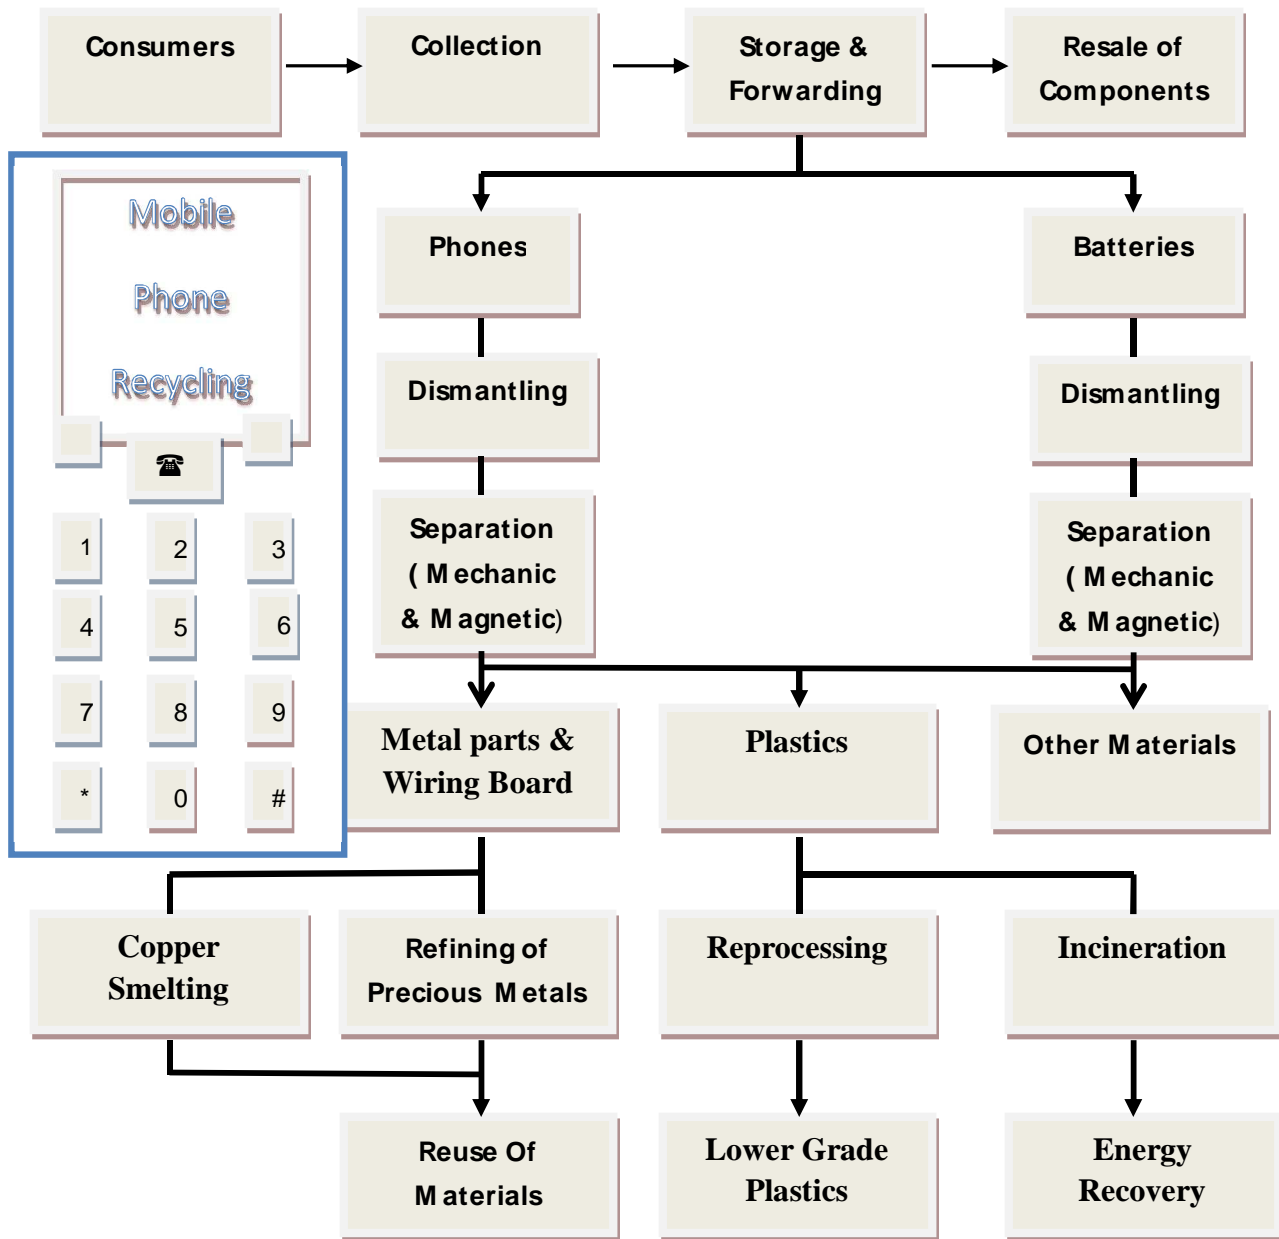 Consumers
Collection
Storage &
Forwarding
Resale of
Components
Mobile
Phone
Recycling
☎
1 2 3
4 5 6
7 8 9
* 0 #
Phones
Batteries
Dismantling
Dismantling
Separation
( Mechanic
& Magnetic)
Separation
( Mechanic
& Magnetic)
Metal parts &
Wiring Board
Plastics
Other Materials
Copper
Smelting
Refining of
Precious Metals
Reprocessing
Incineration
Reuse Of
Materials
Lower Grade
Plastics
Energy
Recovery